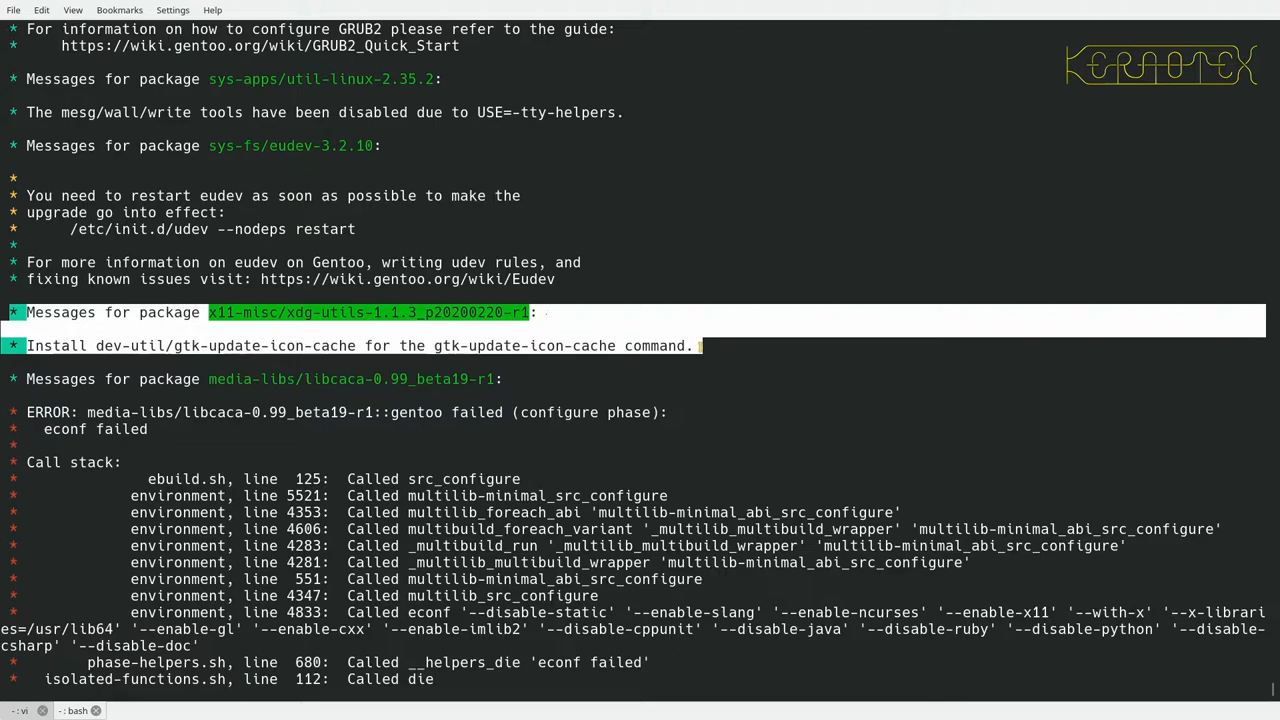 File Edit View Bookmarks Settings Help
* For information on how to configure GRUB2 please refer to the guide:
* https://wiki.gentoo.org/wiki/GRUB2_Quick_Start
KERNOTEX
* Messages for package sys-apps/util-linux-2.35.2:
* The mesg/wall/write tools have been disabled due to USE=-tty-helpers.
* Messages for package sys-fs/eudev-3.2.10:
*
* You need to restart eudev as soon as possible to make the
* upgrade go into effect:
* /etc/init.d/udev --nodeps restart
*
* For more information on eudev on Gentoo, writing udev rules, and
* fixing known issues visit: https://wiki.gentoo.org/wiki/Eudev
* Messages for package x11-misc/xdg-utils-1.1.3_p20200220-r1:
* Install dev-util/gtk-update-icon-cache for the gtk-update-icon-cache command.
* Messages for package media-libs/libcaca-0.99_beta19-r1:
* ERROR: media-libs/libcaca-0.99_beta19-r1::gentoo failed (configure phase):
* econf failed
*
* Call stack:
* ebuild.sh, line 125: Called src_configure
* environment, line 5521: Called multilib-minimal_src_configure
* environment, line 4353: Called multilib_foreach_abi 'multilib-minimal_abi_src_configure'
* environment, line 4606: Called multibuild_foreach_variant '_multilib_multibuild_wrapper' 'multilib-minimal_abi_src_configure'
* environment, line 4283: Called _multibuild_run '_multilib_multibuild_wrapper' 'multilib-minimal_abi_src_configure'
* environment, line 4281: Called _multilib_multibuild_wrapper 'multilib-minimal_abi_src_configure'
* environment, line 551: Called multilib-minimal_abi_src_configure
* environment, line 4347: Called multilib_src_configure
* environment, line 4833: Called econf '--disable-static' '--enable-slang' '--enable-ncurses' '--enable-x11' '--with-x' '--x-librari
es=/usr/lib64' '--enable-gl' '--enable-cxx' '--enable-imlib2' '--disable-cppunit' '--disable-java' '--disable-ruby' '--disable-python' '--disable-
csharp' '--disable-doc'
* phase-helpers.sh, line 680: Called __helpers_die 'econf failed'
* isolated-functions.sh, line 112: Called die
- : vi - : bash